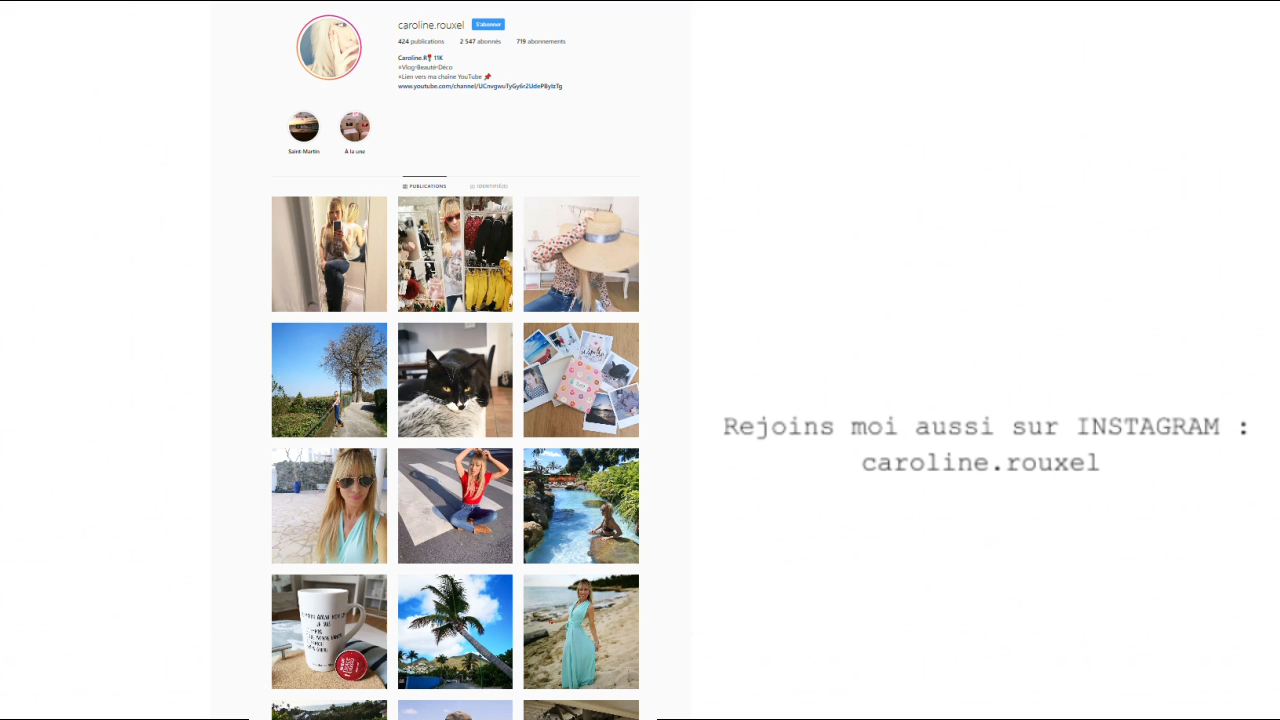 caroline.rouxel S'abonner
424 publications 2 547 abonnés 719 abonnements
Caroline.R🎈 11K
•Vlog•Beauté•Déco
•Lien vers ma chaîne YouTube 📌
Saint-Martin À la une
PUBLICATIONS IDENTIFIÉ(E)
Rejoins moi aussi sur INSTAGRAM :
caroline.rouxel